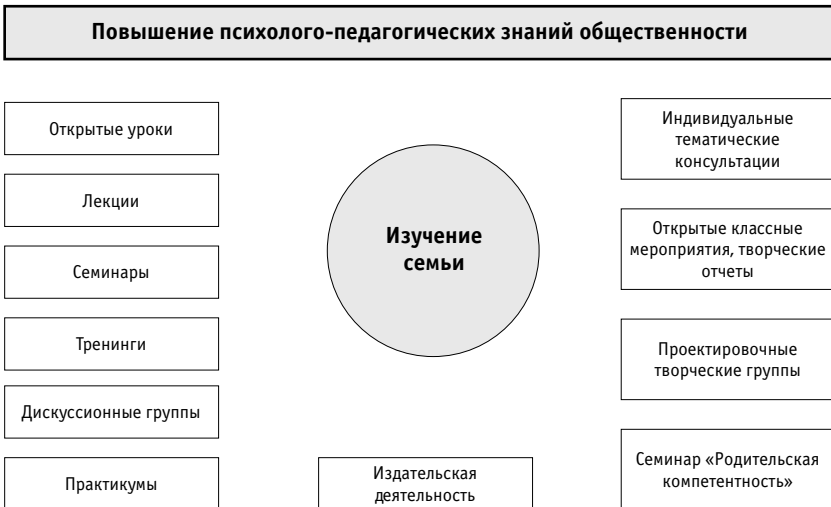 Повышение психолого-педагогических знаний общественности
Открытые уроки
Лекции
Семинары
Тренинги
Дискуссионные группы
Практикумы
Изучение
семьи
Издательская
деятельность
Индивидуальные
тематические
консультации
Открытые классные
мероприятия, творческие
отчеты
Проектировочные
творческие группы
Семинар «Родительская
компетентность»